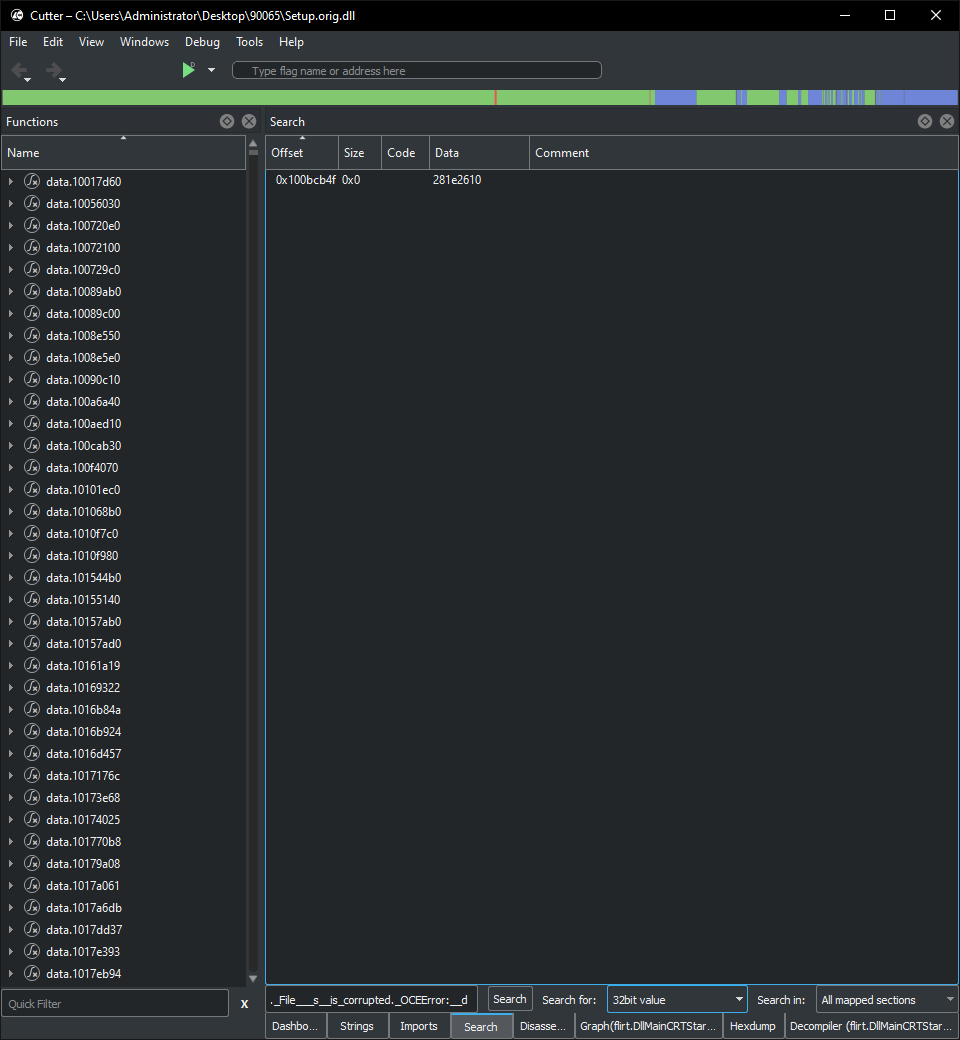 Cutter – C:\Users\Administrator\Desktop\90065\Setup.orig.dll
File Edit View Windows Debug Tools Help
Type flag name or address here
Functions
Name
data.10017d60
data.10056030
data.100720e0
data.10072100
data.100729c0
data.10089ab0
data.10089c00
data.1008e550
data.1008e5e0
data.10090c10
data.100a6a40
data.100aed10
data.100cab30
data.100f4070
data.10101ec0
data.101068b0
data.1010f7c0
data.1010f980
data.101544b0
data.10155140
data.10157ab0
data.10157ad0
data.10161a19
data.10169322
data.1016b84a
data.1016b924
data.1016d457
data.1017176c
data.10173e68
data.10174025
data.101770b8
data.10179a08
data.1017a061
data.1017a6db
data.1017dd37
data.1017e393
data.1017eb94
Quick Filter X
Search
Offset Size Code Data Comment
0x100bcb4f 0x0 281e2610
._File___s__is_corrupted._OCEError:__d Search Search for: 32bit value Search in: All mapped sections
Dashbo... Strings Imports Search Disasse... Graph(flirt.DllMainCRTStar... Hexdump Decompiler (flirt.DllMainCRTStar...